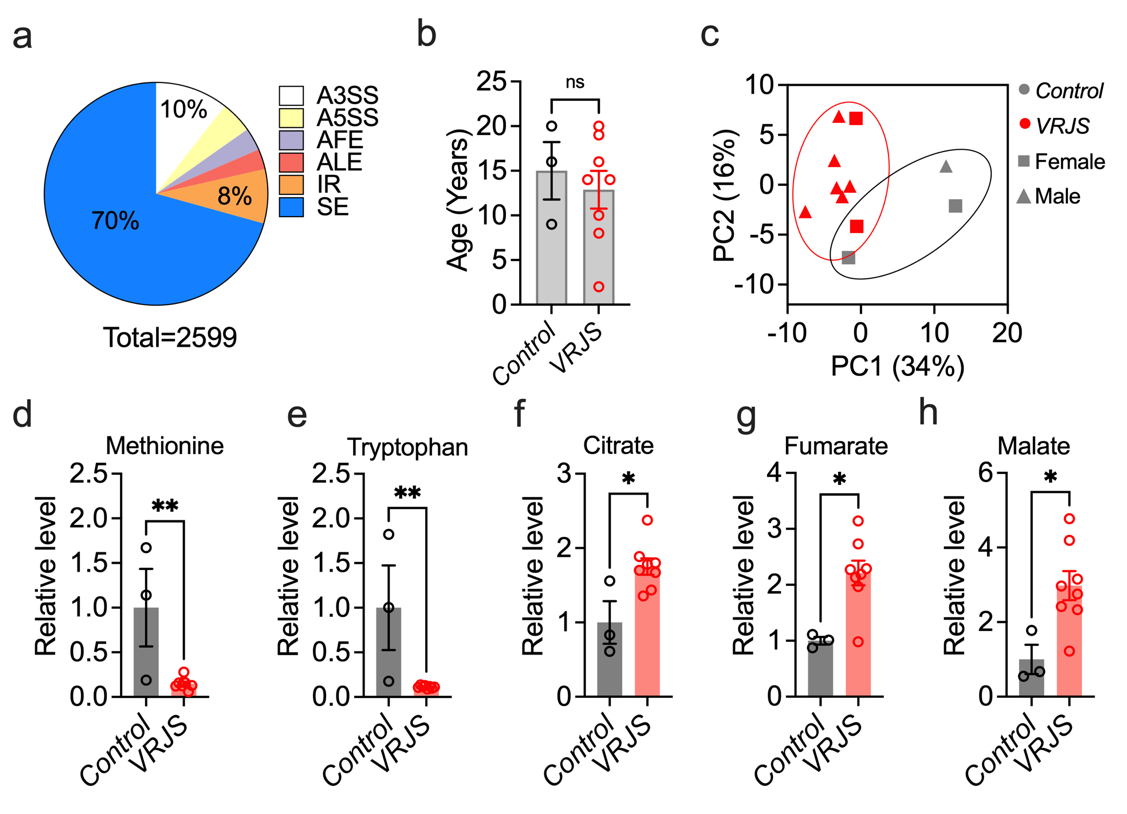 a
10%
8%
70%
A3SS
A5SS
AFE
ALE
IR
SE
Total=2599
b
Age (Years)
25
20
15
10
5
0
ns
Control
VRJS
c
PC2 (16%)
10
5
0
-5
-10
-10
0
10
20
PC1 (34%)
Control
VRJS
Female
Male
d
Methionine
Relative level
2.5
2.0
1.5
1.0
0.5
0.0
**
Control
VRJS
e
Tryptophan
Relative level
2.5
2.0
1.5
1.0
0.5
0.0
**
Control
VRJS
f
Citrate
Relative level
3
2
1
0
*
Control
VRJS
g
Fumarate
Relative level
4
3
2
1
0
*
Control
VRJS
h
Malate
Relative level
6
4
2
0
*
Control
VRJS